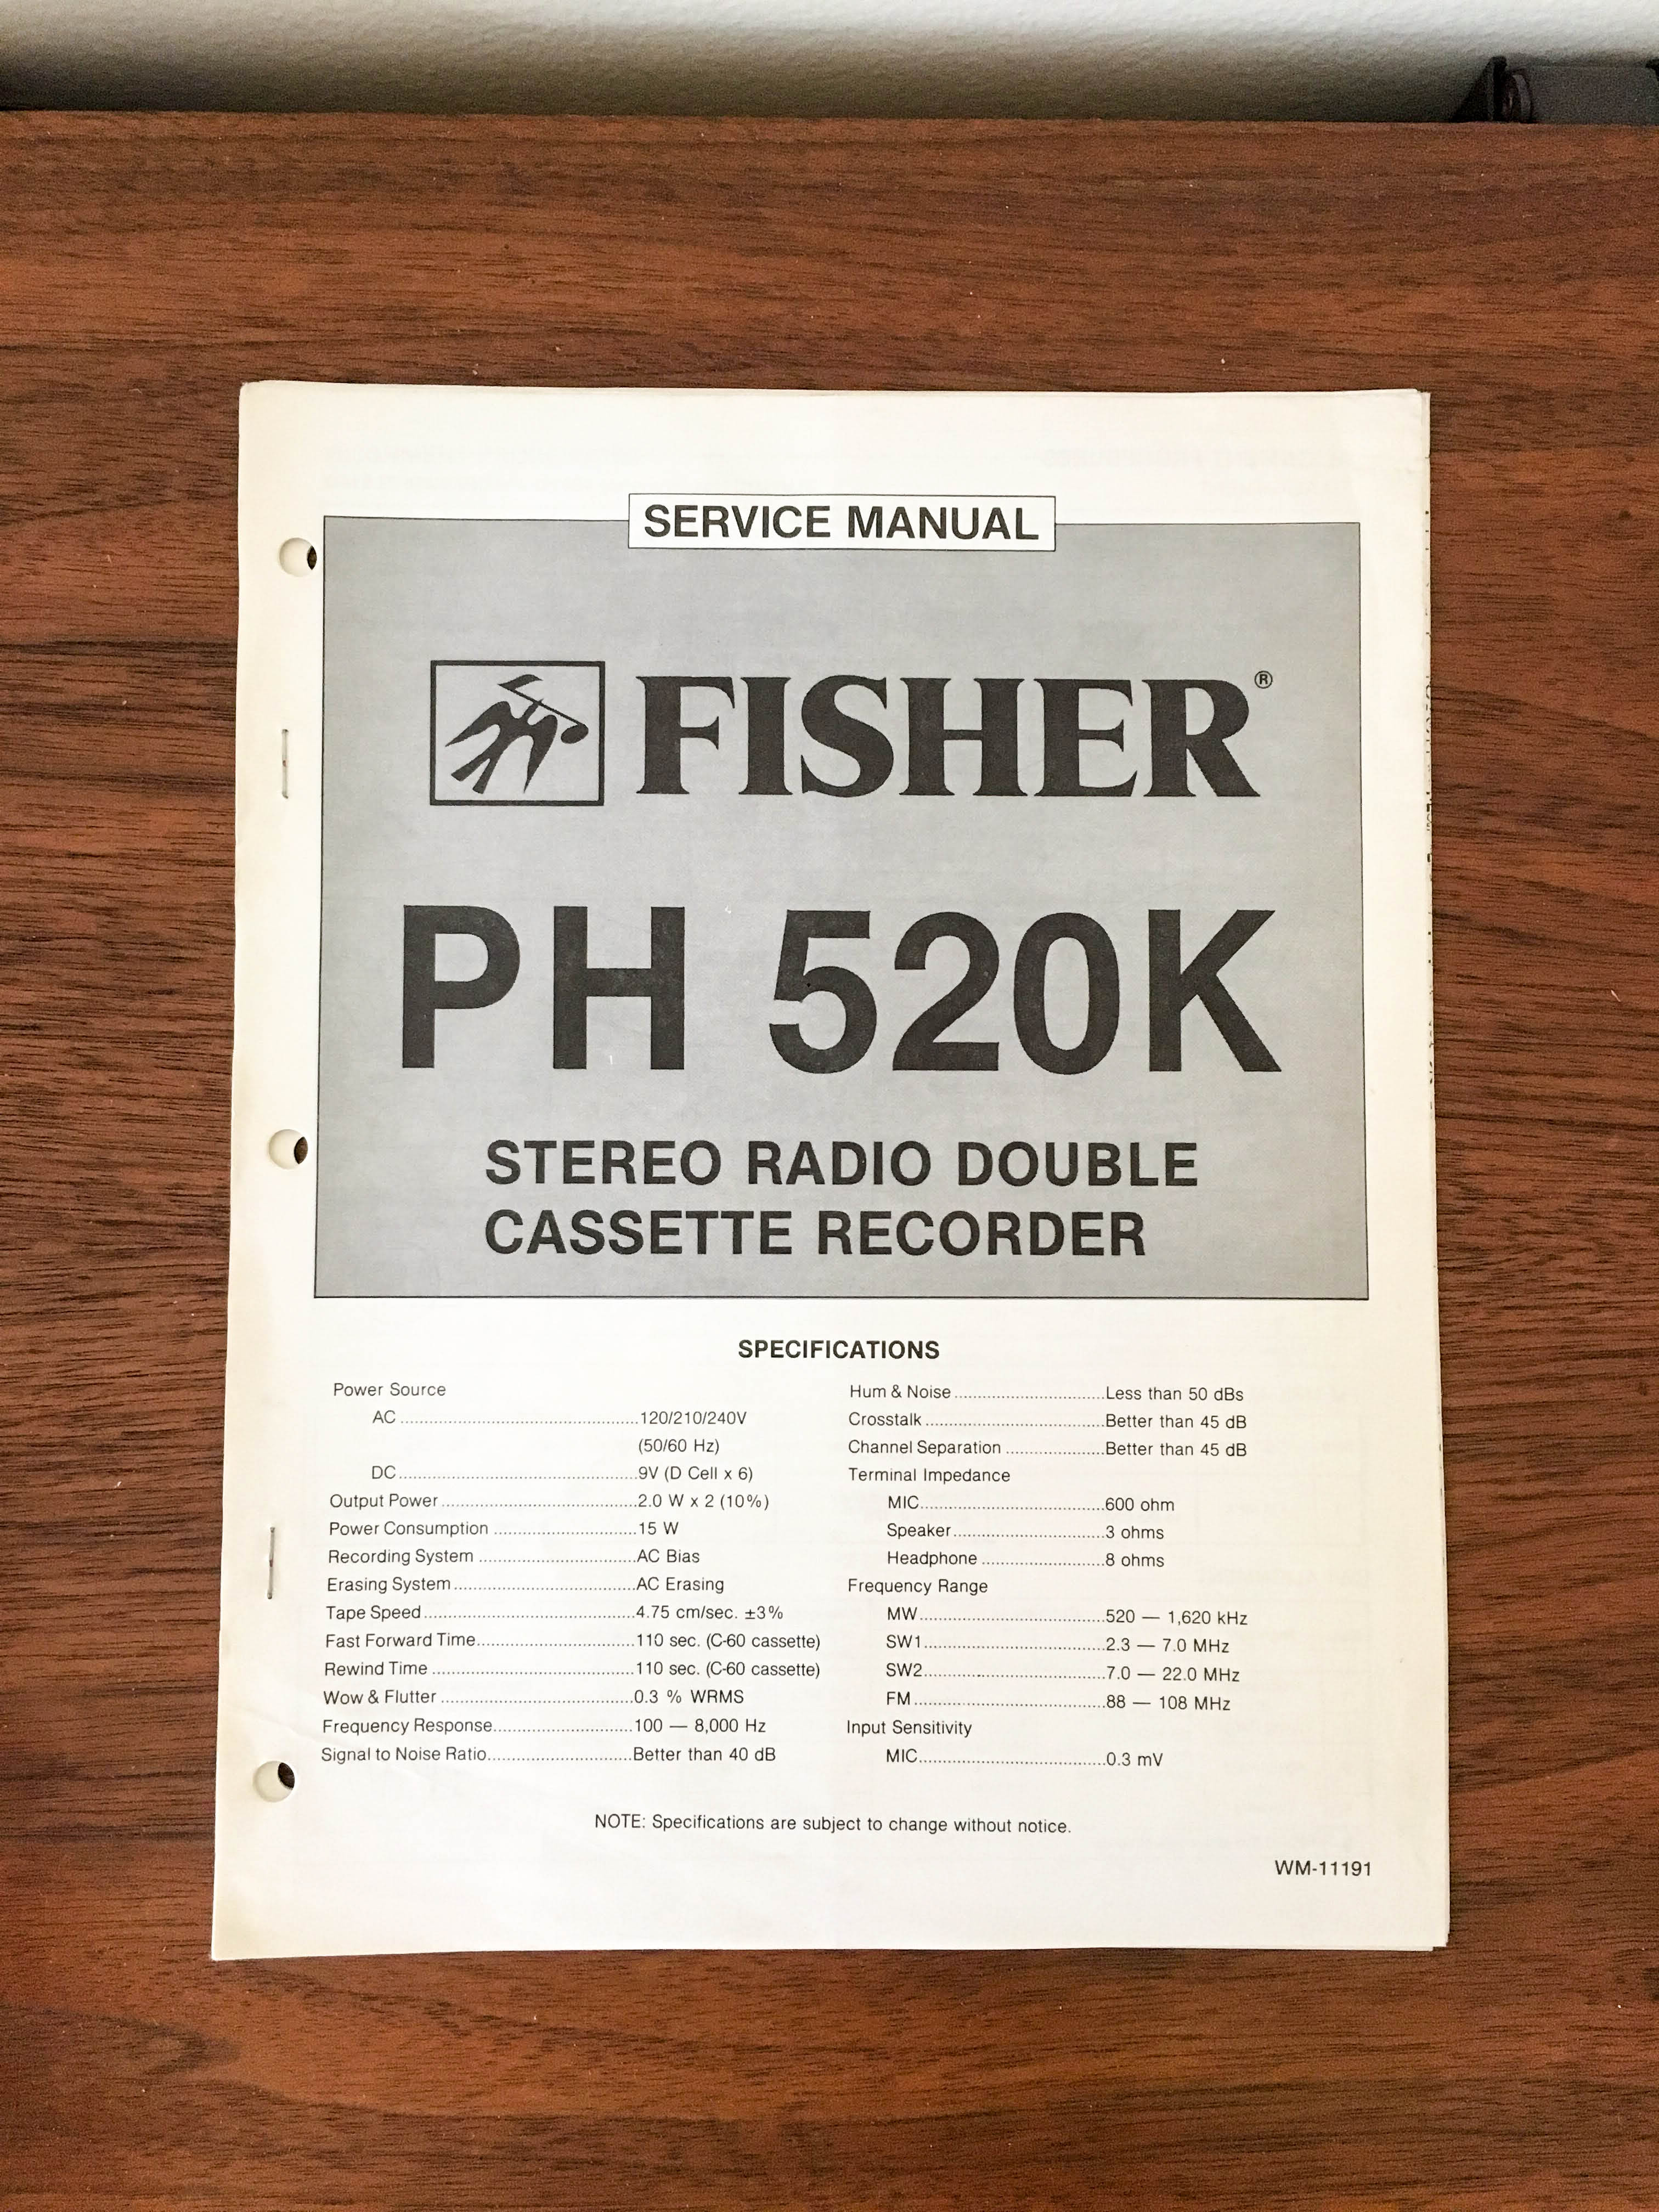 SERVICE MANUAL
FISHER®
PH 520K
STEREO RADIO DOUBLE
CASSETTE RECORDER
SPECIFICATIONS
Power Source
AC ..................................................120/210/240V
(50/60 Hz)
DC..................................................9V (D Cell x 6)
Output Power .........................................2.0 W x 2 (10%)
Power Consumption ..............................15 W
Recording System .................................AC Bias
Erasing System......................................AC Erasing
Tape Speed............................................4.75 cm/sec. ±3%
Fast Forward Time.................................110 sec. (C-60 cassette)
Rewind Time ..........................................110 sec. (C-60 cassette)
Wow & Flutter ........................................0.3 % WRMS
Frequency Response.............................100 — 8,000 Hz
Signal to Noise Ratio..............................Better than 40 dB
Hum & Noise ................................Less than 50 dBs
Crosstalk ......................................Better than 45 dB
Channel Separation .....................Better than 45 dB
Terminal Impedance
MIC.......................................600 ohm
Speaker................................3 ohms
Headphone ..........................8 ohms
Frequency Range
MW.......................................520 — 1,620 kHz
SW1......................................2.3 — 7.0 MHz
SW2......................................7.0 — 22.0 MHz
FM ........................................88 — 108 MHz
Input Sensitivity
MIC.......................................0.3 mV
NOTE: Specifications are subject to change without notice.
WM-11191